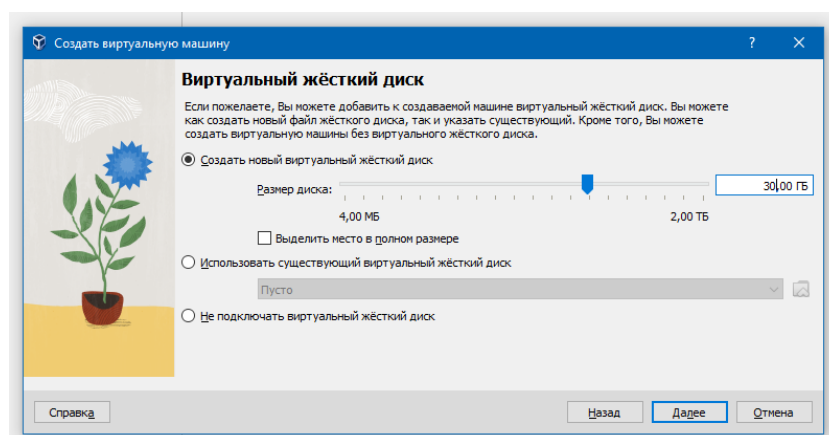 Создать виртуальную машину
Виртуальный жёсткий диск
Если пожелаете, Вы можете добавить к создаваемой машине виртуальный жёсткий диск. Вы можете
как создать новый файл жёсткого диска, так и указать существующий. Кроме того, Вы можете
создать виртуальную машины без виртуального жёсткого диска.
Создать новый виртуальный жёсткий диск
Размер диска: 30,00 ГБ
4,00 МБ 2,00 ТБ
Выделить место в полном размере
Использовать существующий виртуальный жёсткий диск
Пусто
Не подключать виртуальный жёсткий диск
Справка Назад Далее Отмена